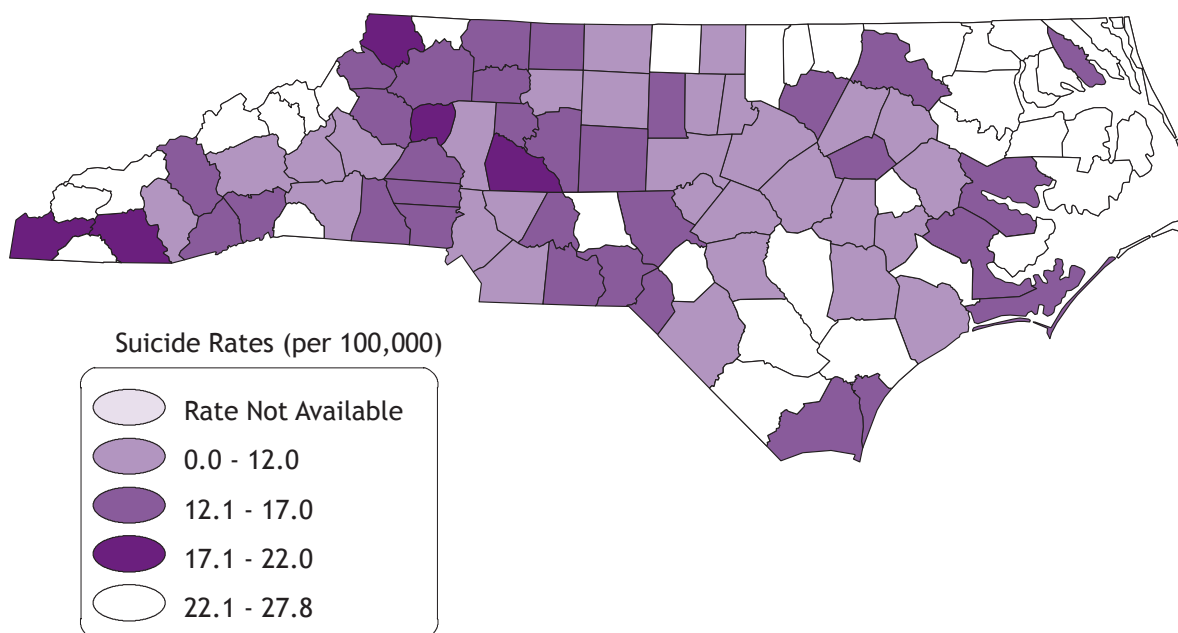 Suicide Rates (per 100,000)
Rate Not Available
0.0 - 12.0
12.1 - 17.0
17.1 - 22.0
22.1 - 27.8